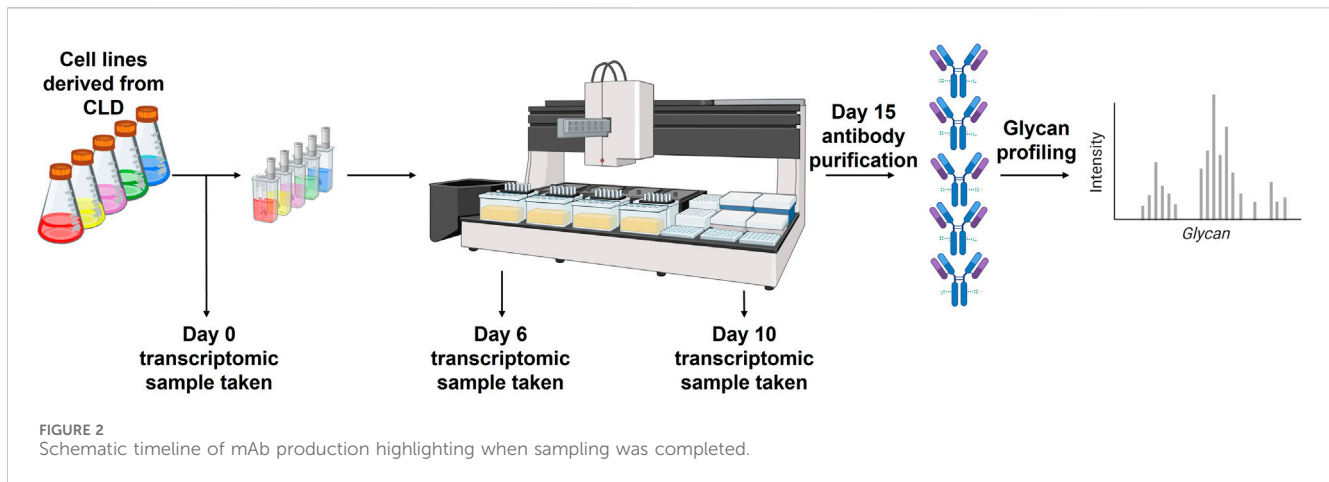 Cell lines
derived from
CLD
Day 0
transcriptomic
sample taken
Day 6
transcriptomic
sample taken
Day 10
transcriptomic
sample taken
Day 15
antibody
purification
Glycan
profiling
Intensity
Glycan
FIGURE 2
Schematic timeline of mAb production highlighting when sampling was completed.